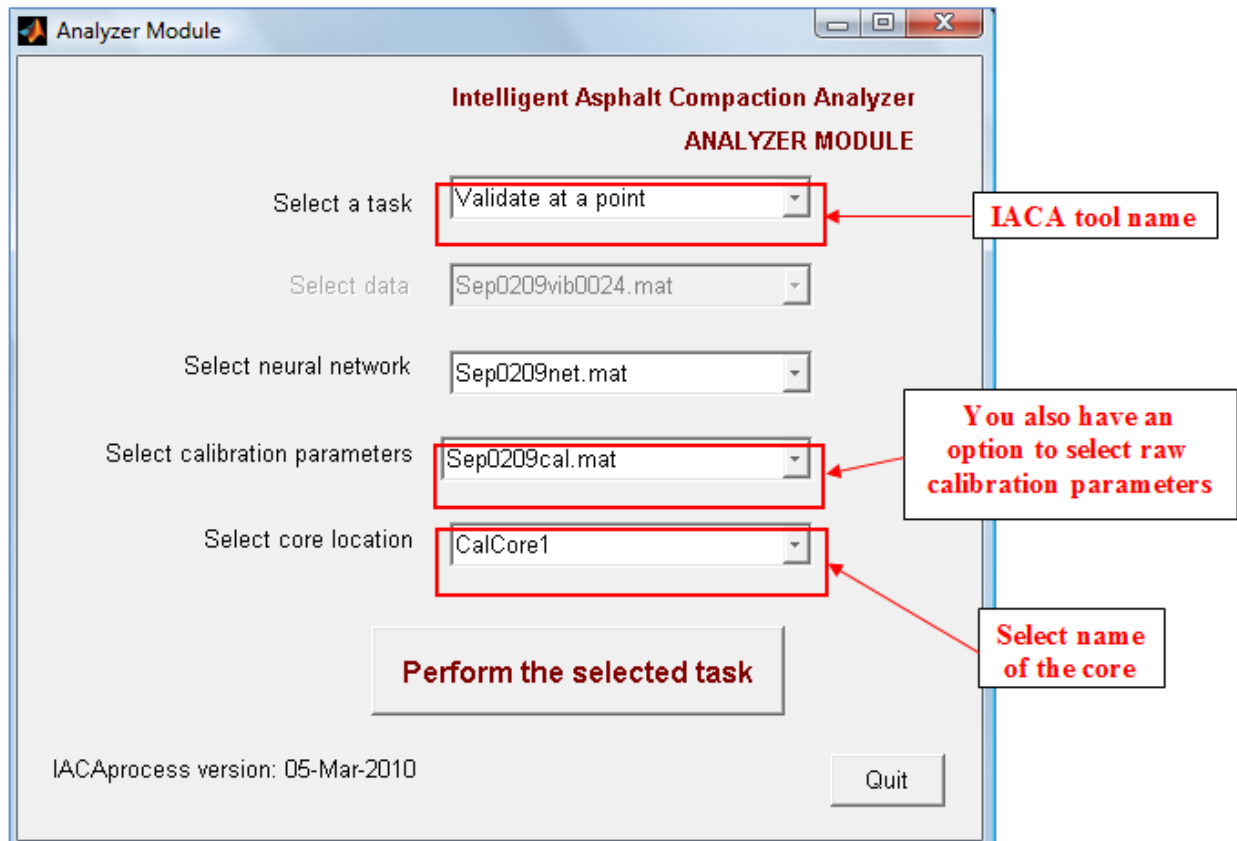 Analyzer Module
Intelligent Asphalt Compaction Analyzer
ANALYZER MODULE
Select a task
Validate at a point
IACA tool name
Select data
Sep0209vib0024.mat
Select neural network
Sep0209net.mat
You also have an
option to select raw
calibration parameters
Select calibration parameters
Sep0209cal.mat
Select core location
CalCore1
Select name
of the core
Perform the selected task
IACAprocess version: 05-Mar-2010
Quit